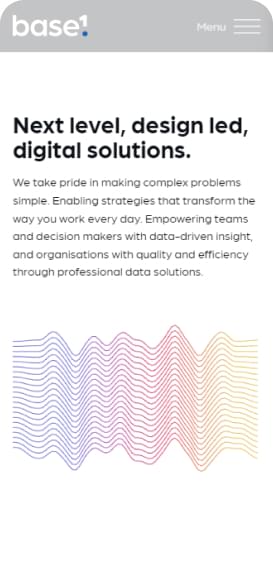 base¹
Menu
Next level, design led,
digital solutions.
We take pride in making complex problems
simple. Enabling strategies that transform the
way you work every day. Empowering teams
and decision makers with data-driven insight,
and organisations with quality and efficiency
through professional data solutions.